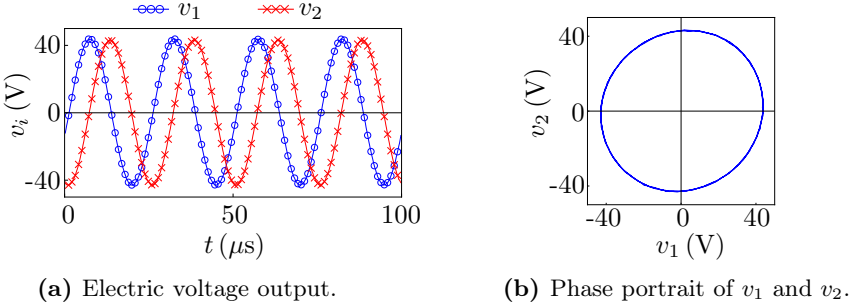 v₁ v₂
40
0
-40
vᵢ (V)
0 50 100
t (μs)
(a) Electric voltage output.
40
0
-40
v₂ (V)
-40 0 40
v₁ (V)
(b) Phase portrait of v₁ and v₂.